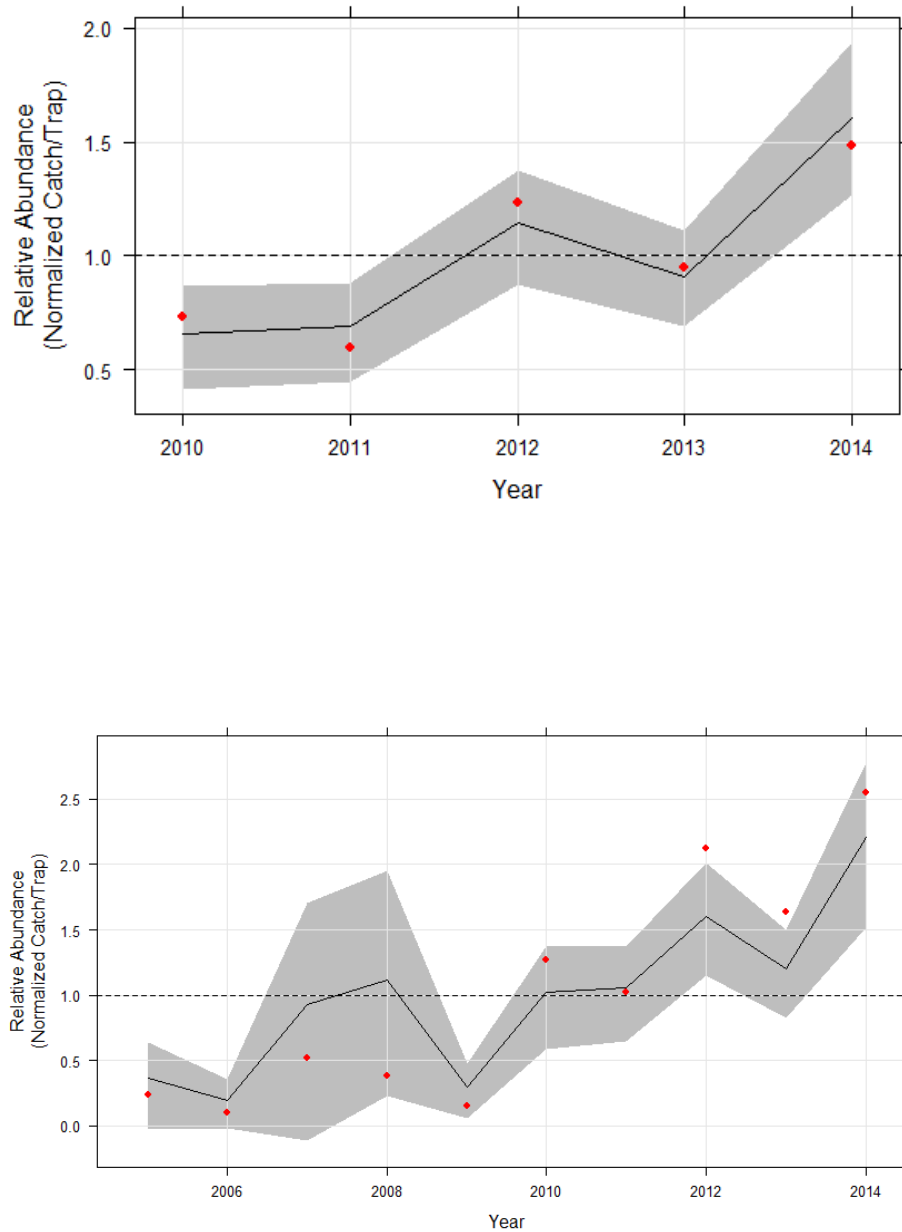 2.0
1.5
1.0
0.5
Relative Abundance
(Normalized Catch/Trap)
2010 2011 2012 2013 2014
Year
2.5
2.0
1.5
1.0
0.5
0.0
Relative Abundance
(Normalized Catch/Trap)
2006 2008 2010 2012 2014
Year